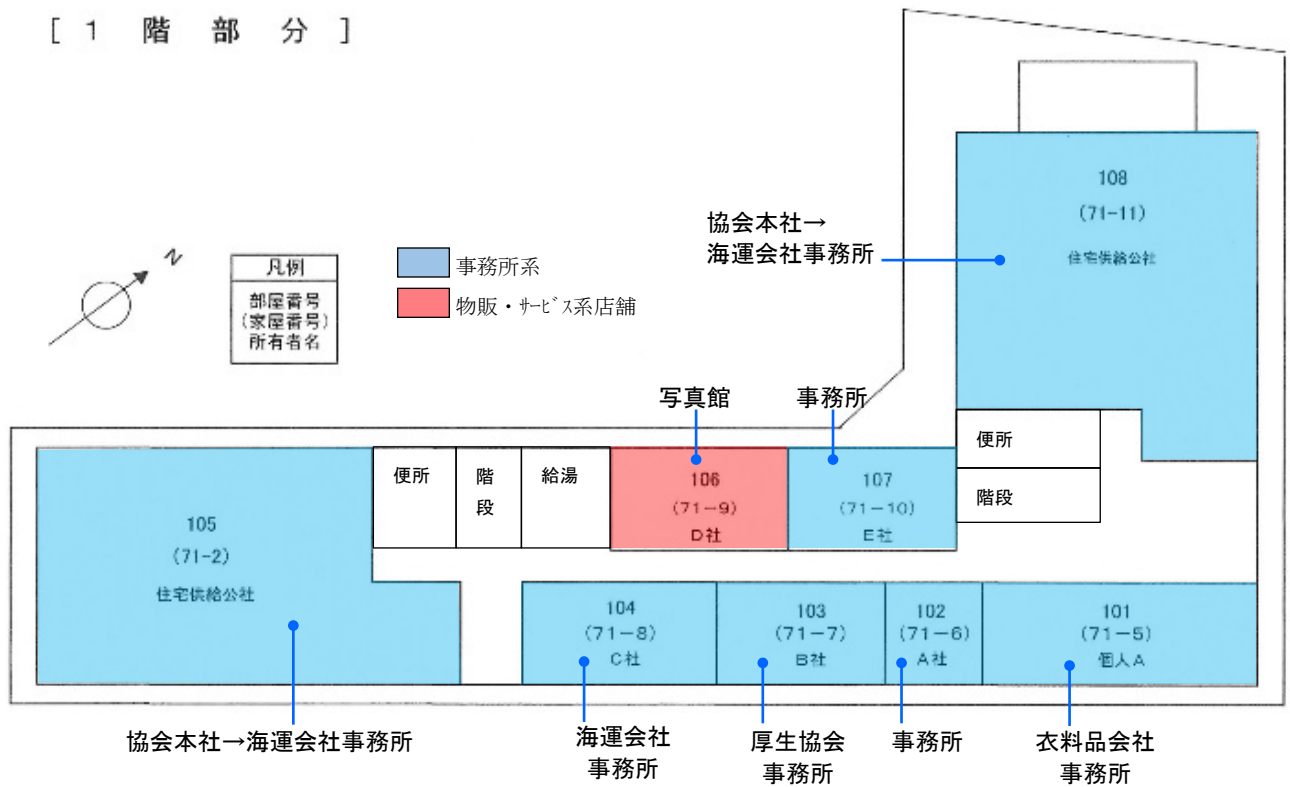 [ 1 階 部 分 ]
協会本社→
海運会社事務所
108
(71-11)
住宅供給公社
N
凡例
部屋番号
(家屋番号)
所有者名
事務所系
物販・サービス系店舗
写真館
事務所
便所
階段
便所
階
段
給湯
106
(71-9)
D社
107
(71-10)
E社
105
(71-2)
住宅供給公社
104
(71-8)
C社
103
(71-7)
B社
102
(71-6)
A社
101
(71-5)
個人A
協会本社→海運会社事務所
海運会社
事務所
厚生協会
事務所
事務所
衣料品会社
事務所